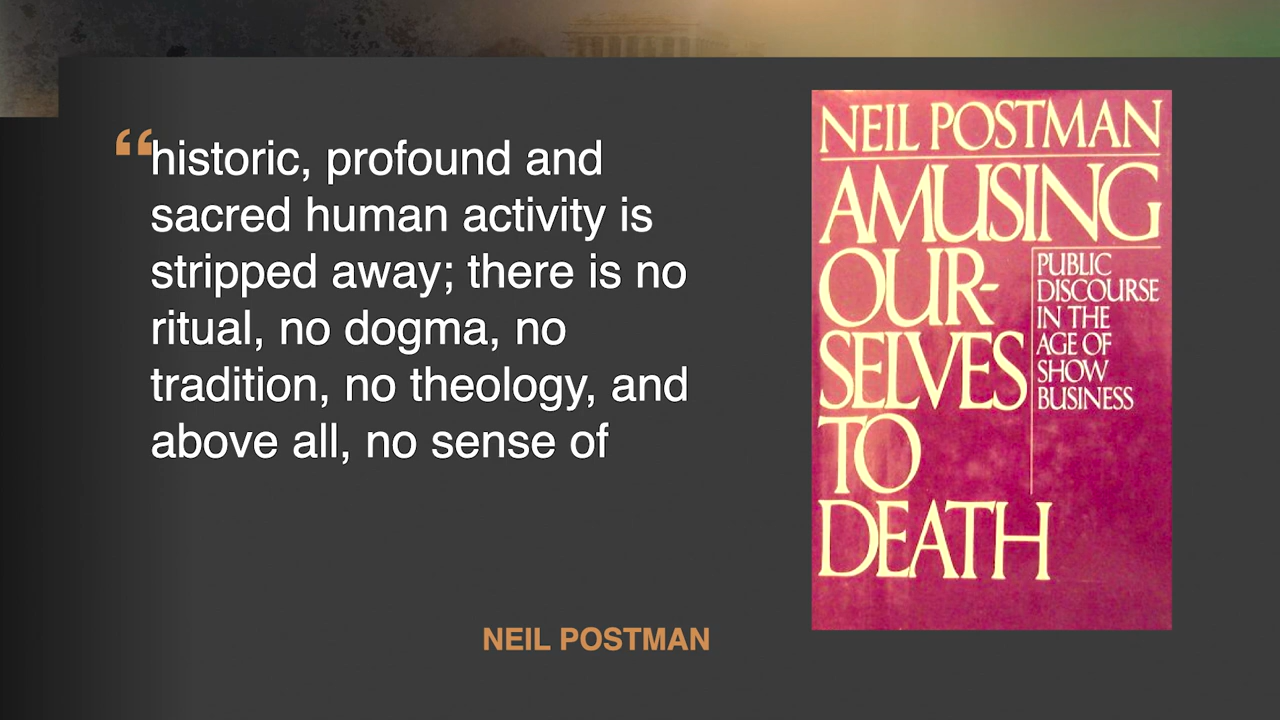 “historic, profound and
sacred human activity is
stripped away; there is no
ritual, no dogma, no
tradition, no theology, and
above all, no sense of
NEIL POSTMAN
NEIL POSTMAN
AMUSING
OUR-
SELVES
TO
DEATH
PUBLIC
DISCOURSE
IN THE
AGE OF
SHOW
BUSINESS